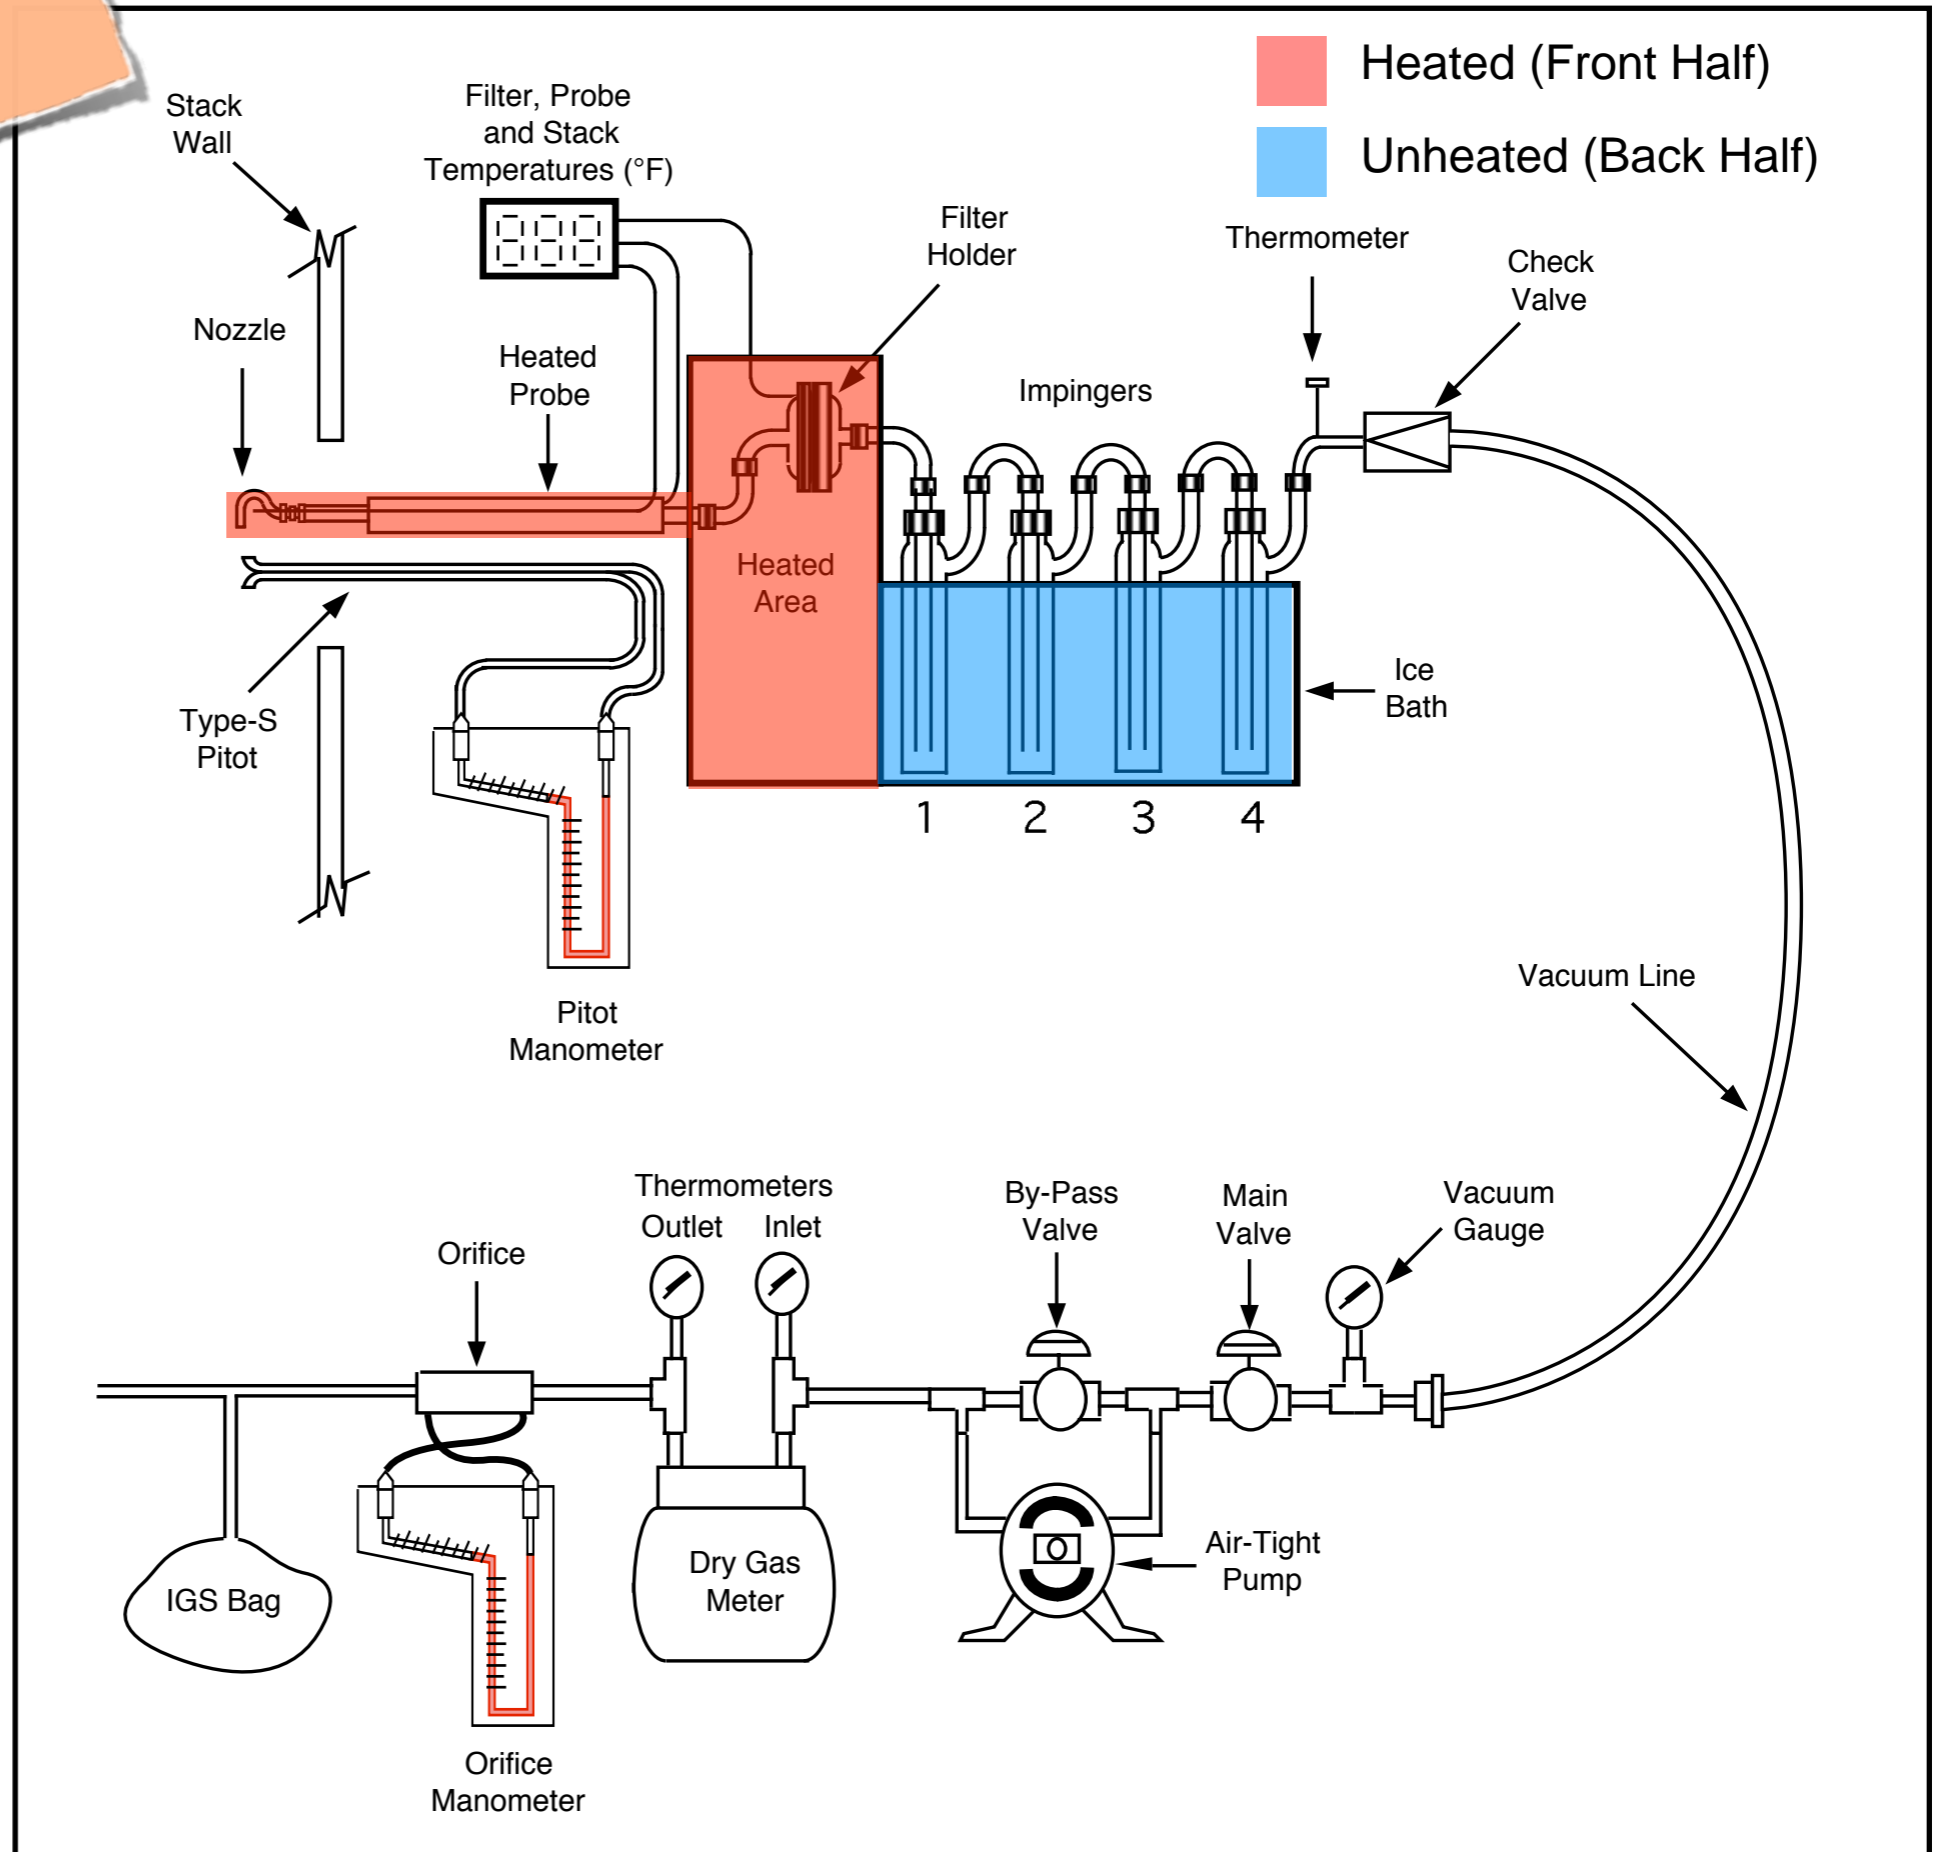 Heated (Front Half)
Unheated (Back Half)
Stack
Wall
Filter, Probe
and Stack
Temperatures (°F)
Filter
Holder
Thermometer
Check
Valve
Nozzle
Heated
Probe
Impingers
Heated
Area
Type-S
Pitot
Ice
Bath
1 2 3 4
Pitot
Manometer
Vacuum Line
Thermometers
Outlet Inlet
By-Pass
Valve
Main
Valve
Vacuum
Gauge
Orifice
IGS Bag
Dry Gas
Meter
Air-Tight
Pump
Orifice
Manometer